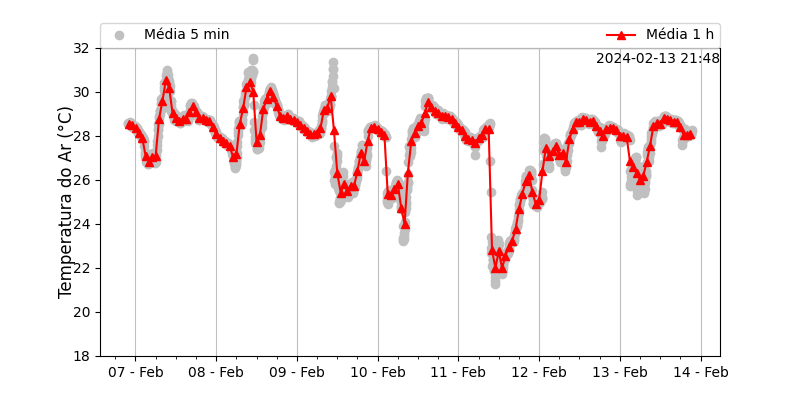 Média 5 min
Média 1 h
2024-02-13 21:48
Temperatura do Ar (°C)
32
30
28
26
24
22
20
18
07 - Feb
08 - Feb
09 - Feb
10 - Feb
11 - Feb
12 - Feb
13 - Feb
14 - Feb